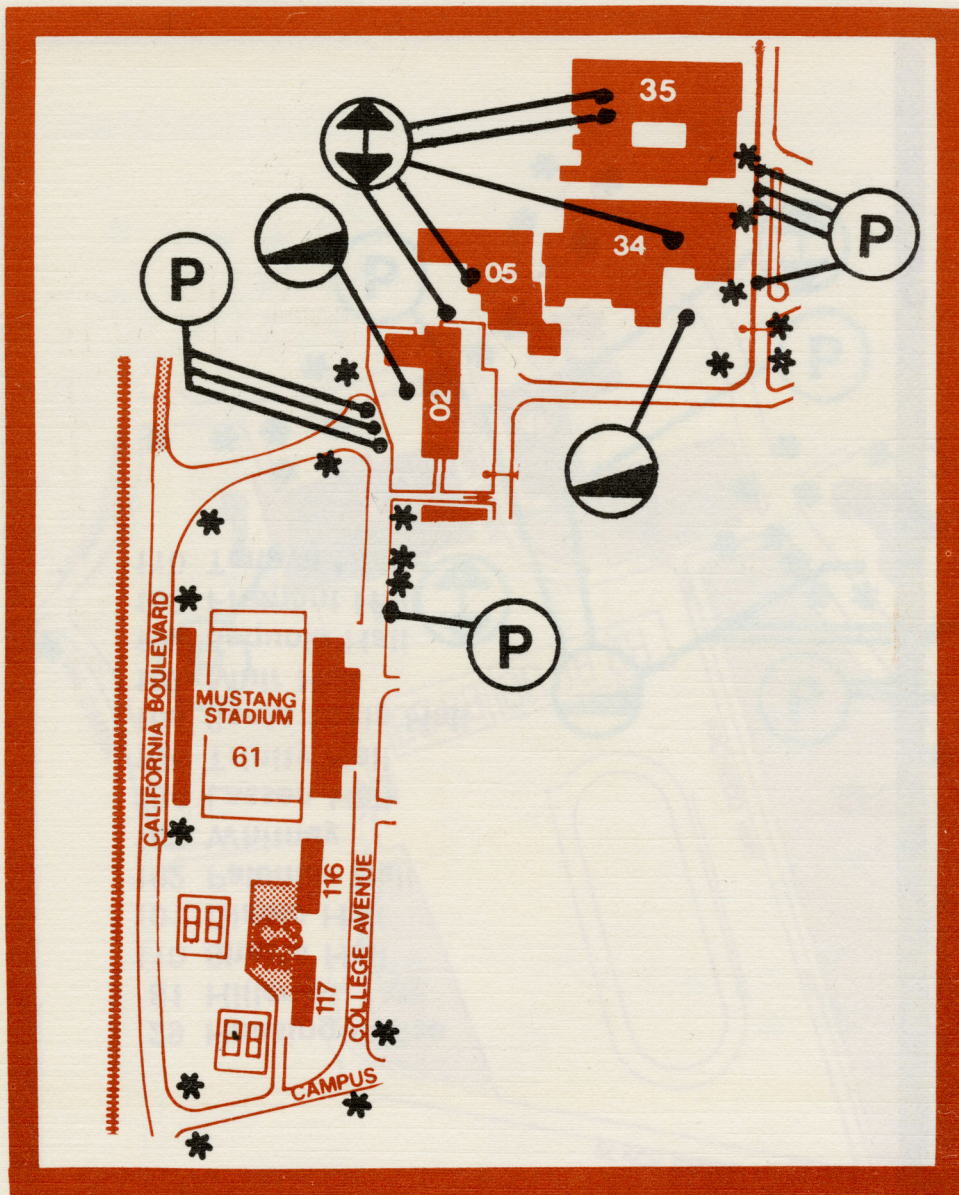 35
34
05
02
P
P
P
CALIFORNIA BOULEVARD
MUSTANG
STADIUM
61
116
117
COLLEGE AVENUE
CAMPUS